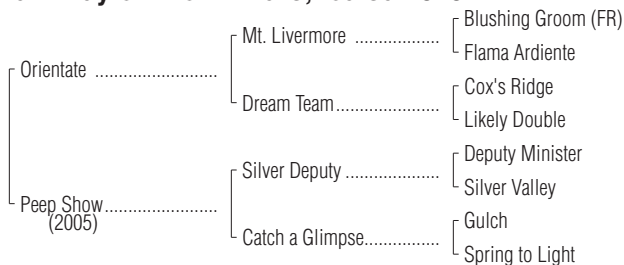 Orientate ............................
Peep Show..........................
(2005)
Mt. Livermore ...................
Dream Team.......................
Silver Deputy .....................
Catch a Glimpse.................
Blushing Groom (FR)
Flama Ardiente
Cox's Ridge
Likely Double
Deputy Minister
Silver Valley
Gulch
Spring to Light